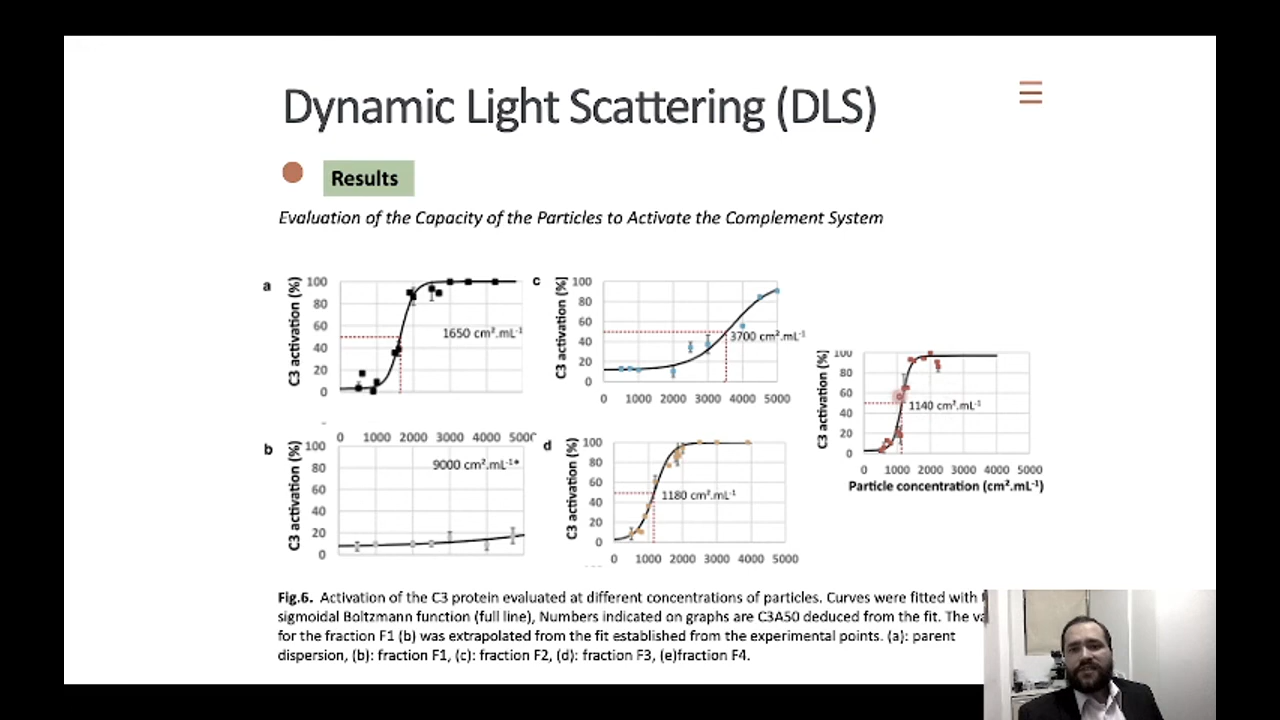 Dynamic Light Scattering (DLS)
Results
Evaluation of the Capacity of the Particles to Activate the Complement System
a
C3 activation (%)
100
80
60
40
20
0
1650 cm².mL⁻¹
0 1000 2000 3000 4000
b
C3 activation (%)
100
80
60
40
20
0
9000 cm².mL⁻¹*
c
C3 activation (%)
100
80
60
40
20
0
3700 cm².mL⁻¹
0 1000 2000 3000 4000 5000
d
C3 activation (%)
100
80
60
40
20
0
1180 cm².mL⁻¹
0 1000 2000 3000 4000 5000
C3 activation (%)
100
80
60
40
20
0
1140 cm².mL⁻¹
0 1000 2000 3000 4000 5000
Particle concentration (cm².mL⁻¹)
Fig.6. Activation of the C3 protein evaluated at different concentrations of particles. Curves were fitted with
sigmoidal Boltzmann function (full line), Numbers indicated on graphs are C3A50 deduced from the fit. The
for the fraction F1 (b) was extrapolated from the fit established from the experimental points. (a): parent
dispersion, (b): fraction F1, (c): fraction F2, (d): fraction F3, (e)fraction F4.